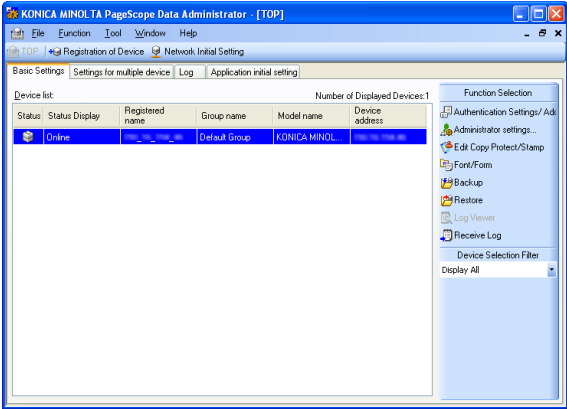 KONICA MINOLTA PageScope Data Administrator - [TOP]
File Function Tool Window Help
TOP Registration of Device Network Initial Setting
Basic Settings Settings for multiple device Log Application initial setting
Device list: Number of Displayed Devices:1
Status Status Display Registered name Group name Model name Device address
Online Default Group KONICA MINOL...
Function Selection
Authentication Settings/Add
Administrator settings...
Edit Copy Protect/Stamp
Font/Form
Backup
Restore
Log Viewer
Receive Log
Device Selection Filter
Display All